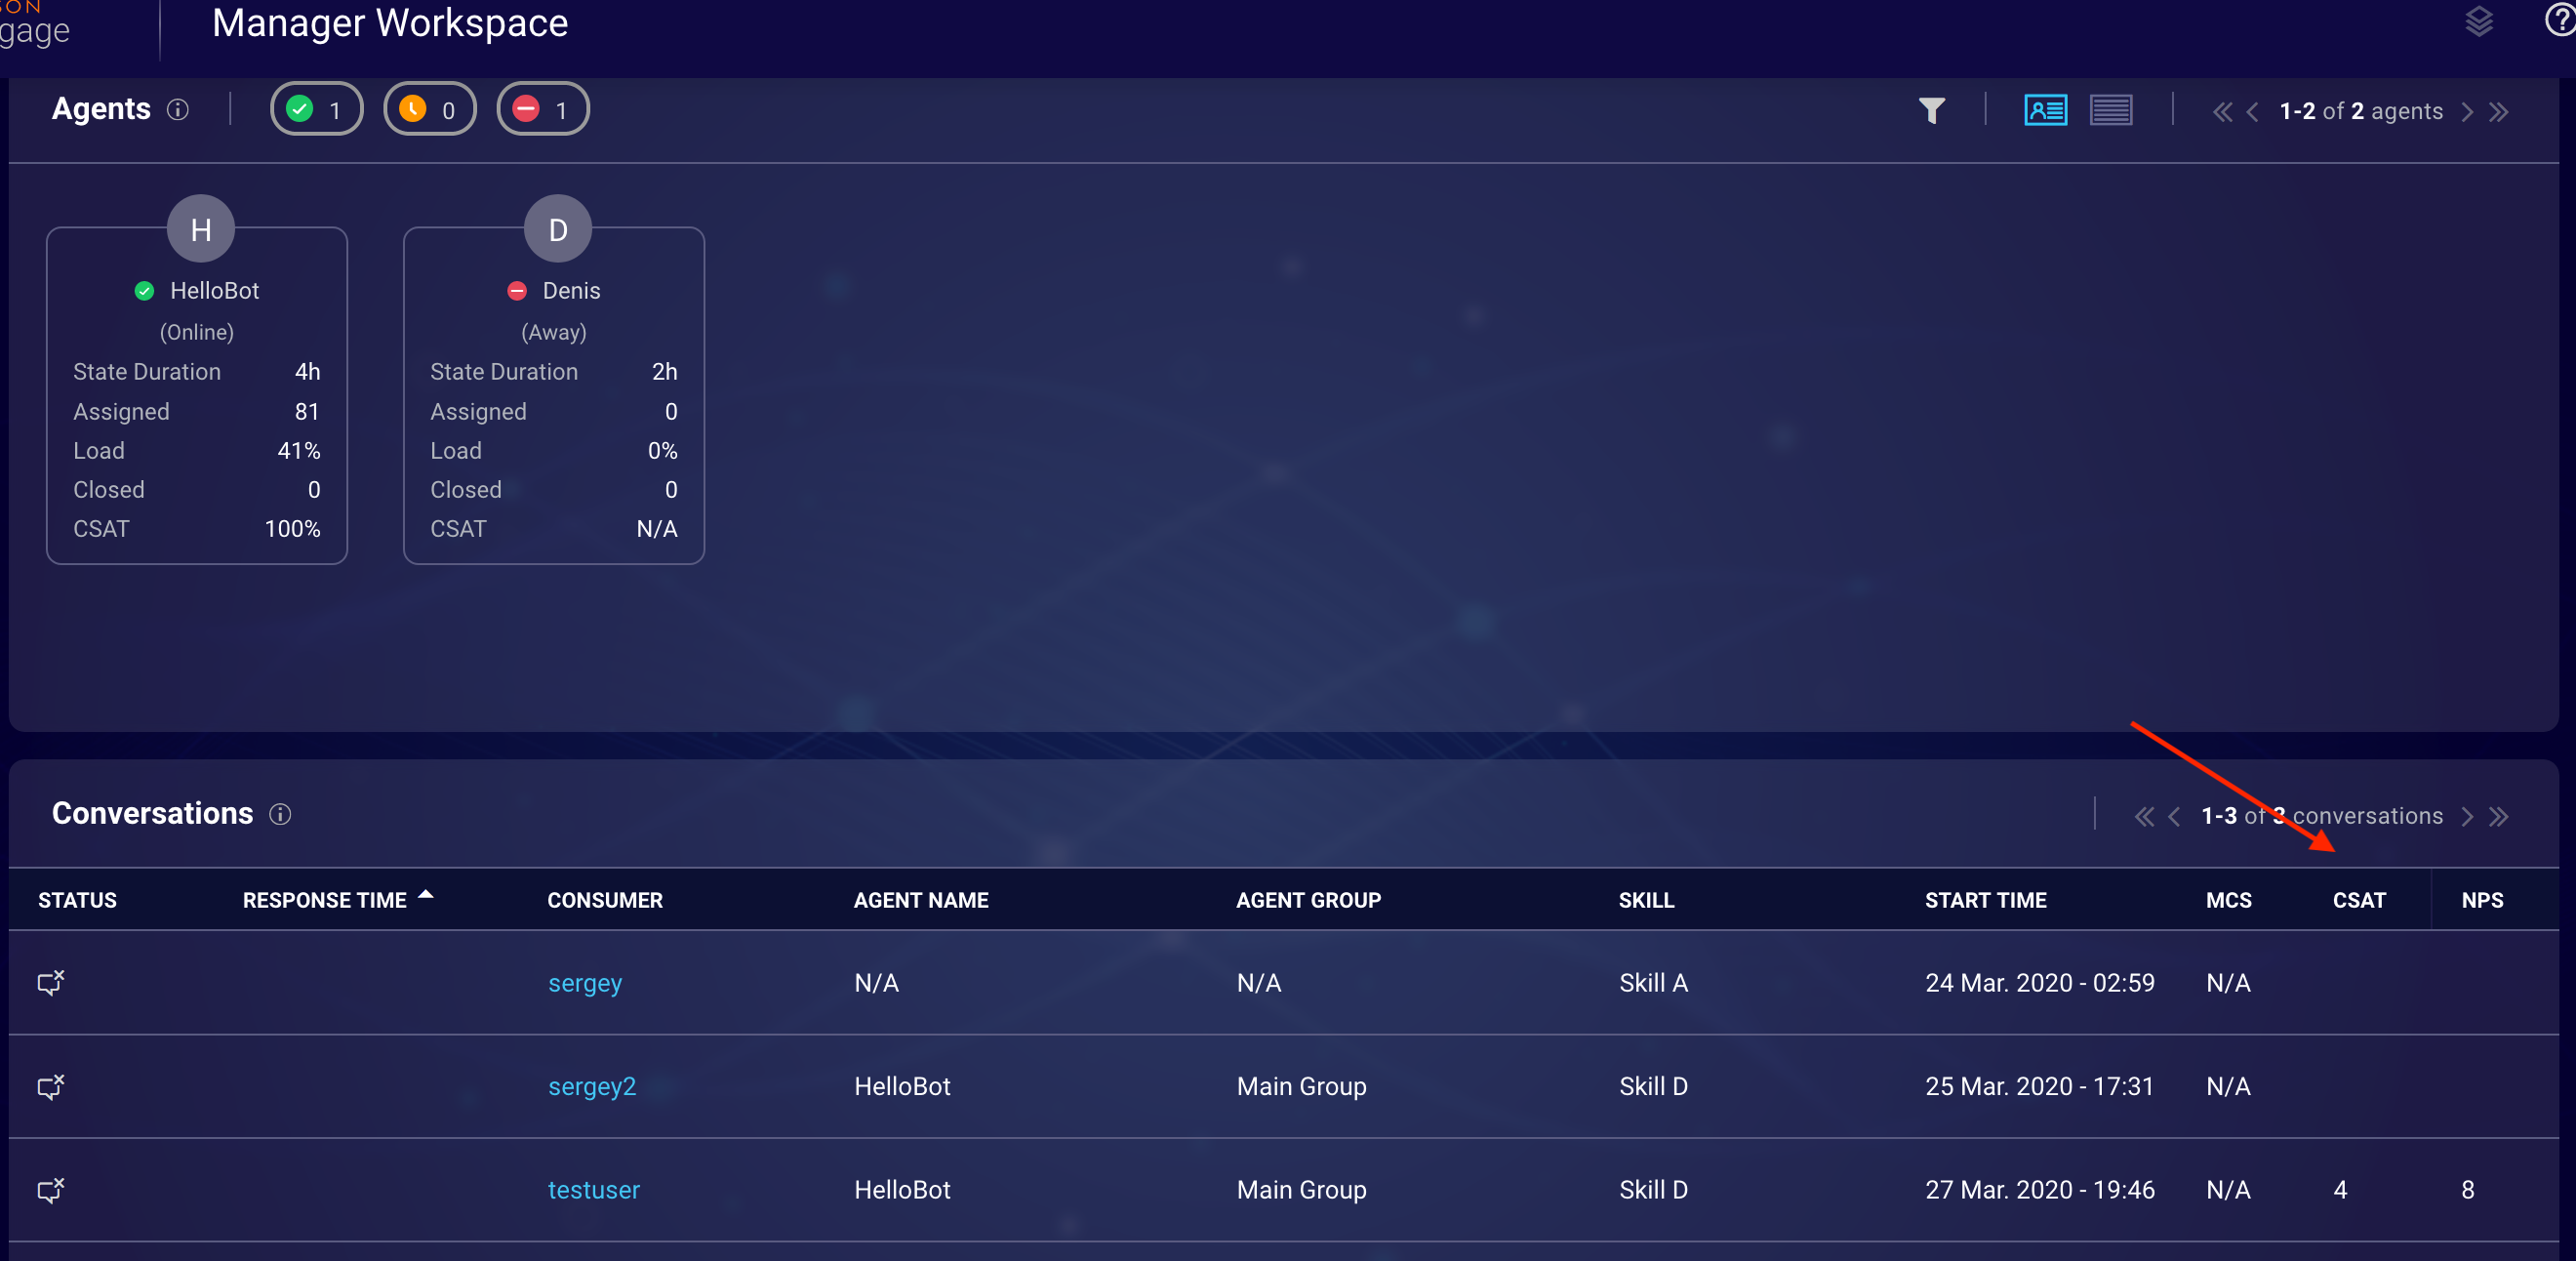 SON
gage
Manager Workspace
Agents 1 0 1 1-2 of 2 agents
H
HelloBot
(Online)
State Duration 4h
Assigned 81
Load 41%
Closed 0
CSAT 100%
D
Denis
(Away)
State Duration 2h
Assigned 0
Load 0%
Closed 0
CSAT N/A
Conversations 1-3 of 3 conversations
STATUS RESPONSE TIME CONSUMER AGENT NAME AGENT GROUP SKILL START TIME MCS CSAT NPS
sergey N/A N/A Skill A 24 Mar. 2020 - 02:59 N/A
sergey2 HelloBot Main Group Skill D 25 Mar. 2020 - 17:31 N/A
testuser HelloBot Main Group Skill D 27 Mar. 2020 - 19:46 N/A 4 8